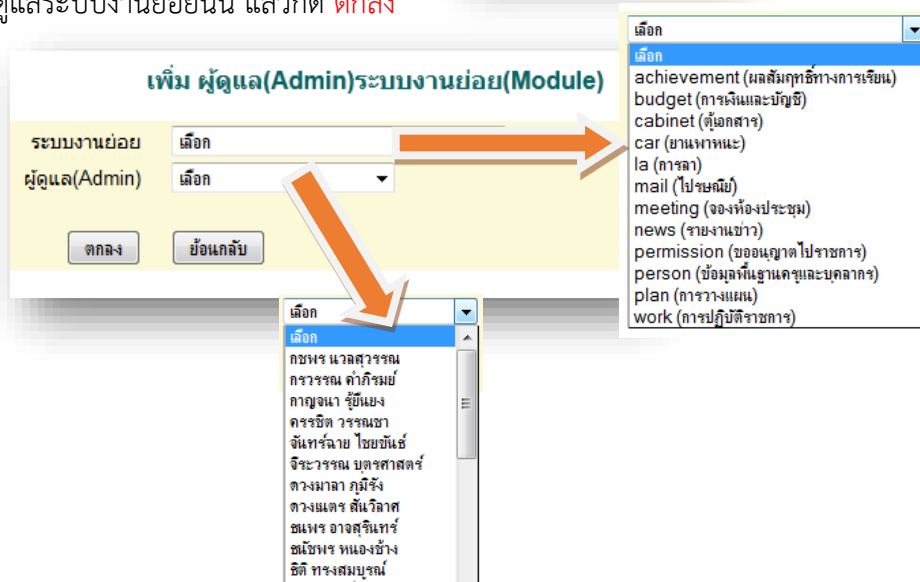 ดูแลระบบงานย่อยนั้น แล้วกด ตกลง
เพิ่ม ผู้ดูแล(Admin)ระบบงานย่อย(Module)
ระบบงานย่อย เลือก
ผู้ดูแล(Admin) เลือก
ตกลง ย้อนกลับ
เลือก
เลือก
achievement (ผลสัมฤทธิ์ทางการเรียน)
budget (การเงินและบัญชี)
cabinet (ตู้เอกสาร)
car (ยานพาหนะ)
la (การลา)
mail (ไปรษณีย์)
meeting (จองห้องประชุม)
news (รายงานข่าว)
permission (ขออนุญาตไปราชการ)
person (ข้อมูลพื้นฐานครูและบุคลากร)
plan (การวางแผน)
work (การปฏิบัติราชการ)
เลือก
เลือก
กชพร นวลสุวรรณ
กรวรรณ คำภิรมย์
กาญจนา รู้ยืนยง
ครรชิต วรรณชา
จันทร์ฉาย ไชยขันธ์
จีระวรรณ บุตรศาสตร์
ดวงมาลา ภูมิรัง
ดวงเนตร สันวิลาศ
ชนพร อาจสุรินทร์
ชนัชพร หนองช้าง
ธิติ ทรงสมบูรณ์